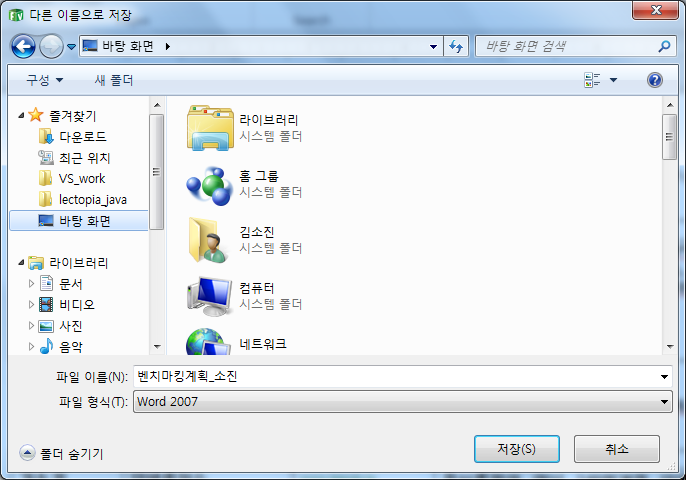 다른 이름으로 저장
바탕 화면
바탕 화면 검색
구성
새 폴더
즐겨찾기
다운로드
최근 위치
VS_work
lectopia_java
바탕 화면
라이브러리
문서
비디오
사진
음악
라이브러리
시스템 폴더
홈 그룹
시스템 폴더
김소진
시스템 폴더
컴퓨터
시스템 폴더
네트워크
파일 이름(N):
벤치마킹계획_소진
파일 형식(T):
Word 2007
폴더 숨기기
저장(S)
취소